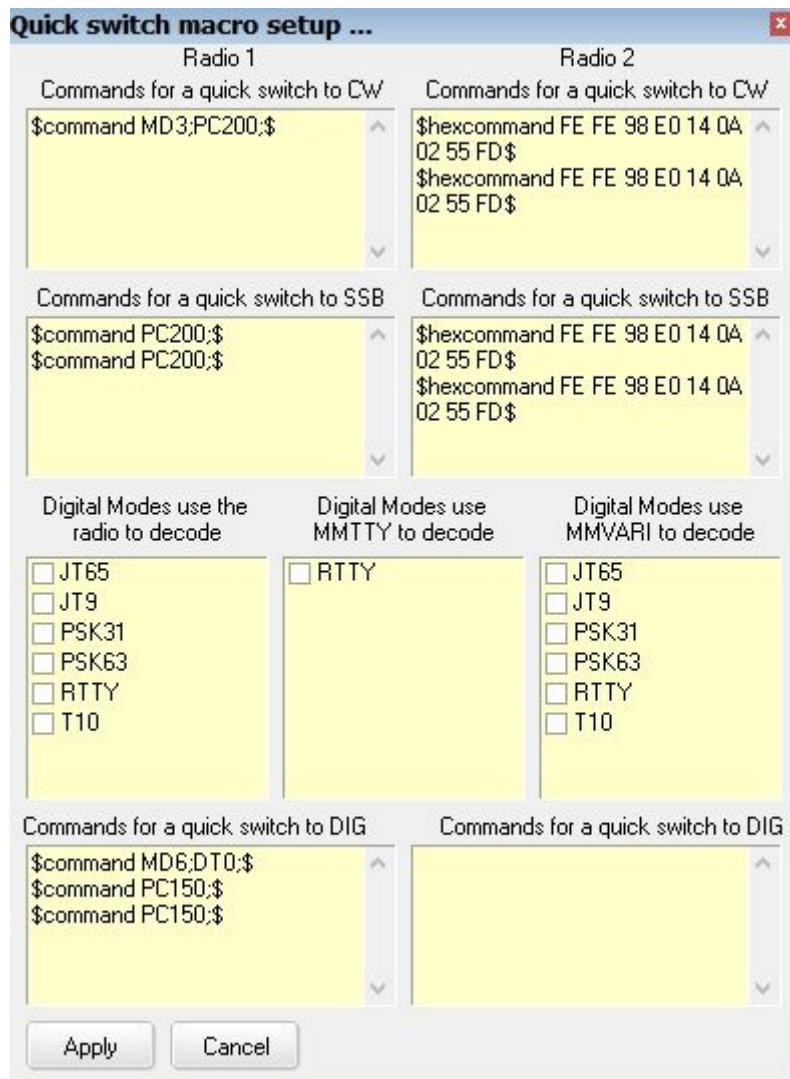 Quick switch macro setup ...
Radio 1
Radio 2
Commands for a quick switch to CW
Commands for a quick switch to CW
$command MD3;PC200;$
$hexcommand FE FE 98 E0 14 0A
02 55 FD$
$hexcommand FE FE 98 E0 14 0A
02 55 FD$
Commands for a quick switch to SSB
Commands for a quick switch to SSB
$command PC200;$
$command PC200;$
$hexcommand FE FE 98 E0 14 0A
02 55 FD$
$hexcommand FE FE 98 E0 14 0A
02 55 FD$
Digital Modes use the
radio to decode
Digital Modes use
MMTTY to decode
Digital Modes use
MMVARI to decode
JT65
JT9
PSK31
PSK63
RTTY
T10
RTTY
JT65
JT9
PSK31
PSK63
RTTY
T10
Commands for a quick switch to DIG
Commands for a quick switch to DIG
$command MD6;DT0;$
$command PC150;$
$command PC150;$
Apply
Cancel